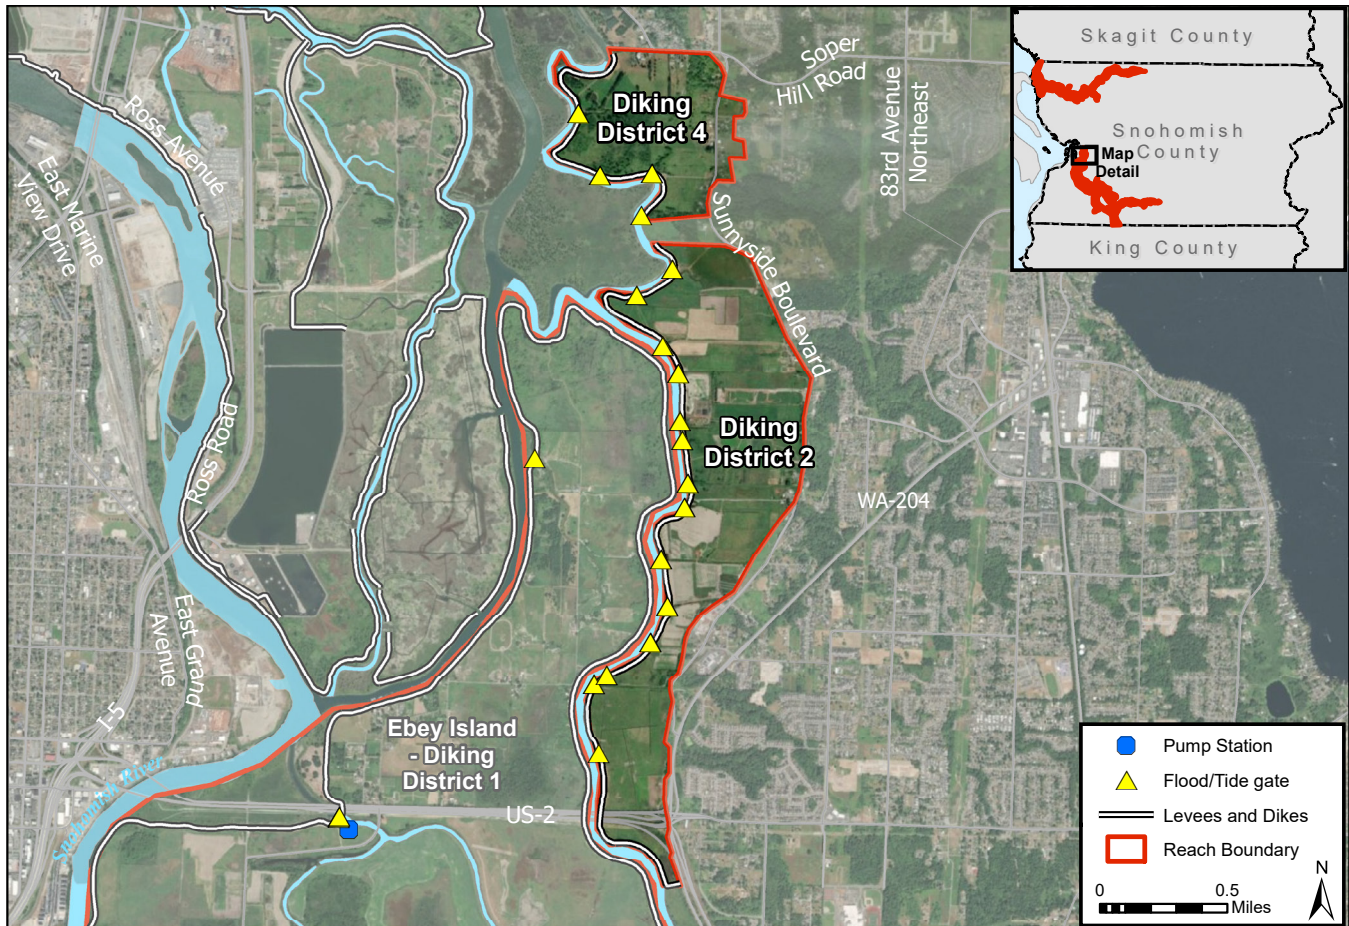 Soper
Hill Road
83rd Avenue
Northeast
Diking
District 4
Ross Avenue
East Marine
View Drive
Sunnyside Boulevard
Ross Road
Diking
District 2
WA-204
East Grand
Avenue
I-5
Ebey Island
- Diking
District 1
US-2
Snohomish River
Skagit County
Snohomish
County
Map
Detail
King County
Pump Station
Flood/Tide gate
Levees and Dikes
Reach Boundary
0
0.5
Miles
N